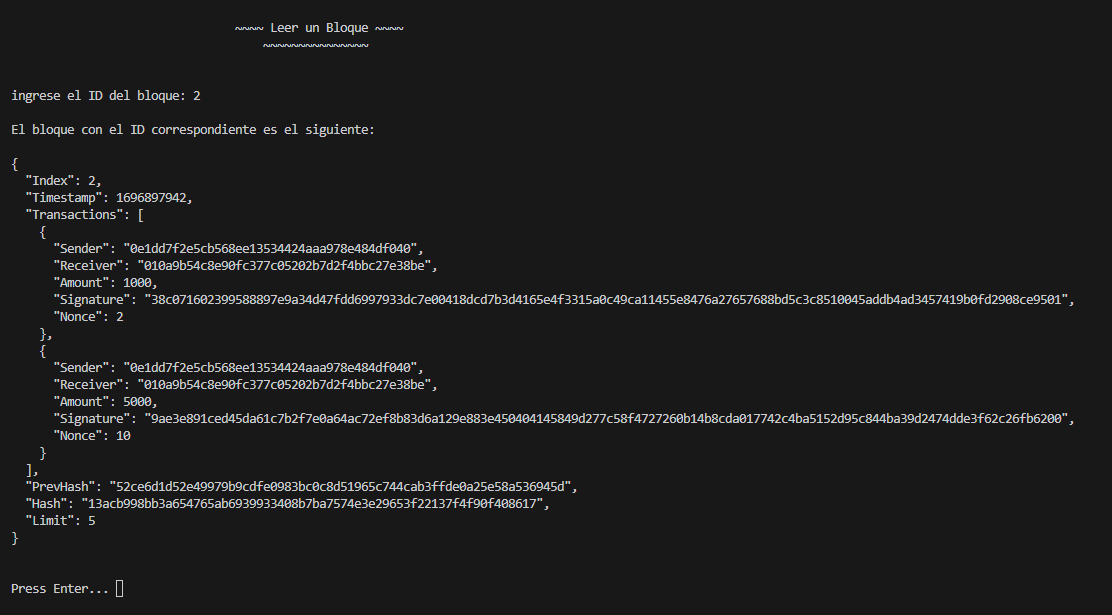 ~~~~ Leer un Bloque ~~~~
~~~~~~~~~~~~~~~
ingrese el ID del bloque: 2
El bloque con el ID correspondiente es el siguiente:
{
"Index": 2,
"Timestamp": 1696897942,
"Transactions": [
{
"Sender": "0e1dd7f2e5cb568ee13534424aaa978e484df040",
"Receiver": "010a9b54c8e90fc377c05202b7d2f4bbc27e38be",
"Amount": 1000,
"Signature": "38c071602399588897e9a34d47fdd6997933dc7e00418dcd7b3d4165e4f3315a0c49ca11455e8476a27657688bd5c3c8510045addb4ad3457419b0fd2908ce9501",
"Nonce": 2
},
{
"Sender": "0e1dd7f2e5cb568ee13534424aaa978e484df040",
"Receiver": "010a9b54c8e90fc377c05202b7d2f4bbc27e38be",
"Amount": 5000,
"Signature": "9ae3e891ced45da61c7b2f7e0a64ac72ef8b83d6a129e883e450404145849d277c58f4727260b14b8cda017742c4ba5152d95c844ba39d2474dde3f62c26fb6200",
"Nonce": 10
}
],
"PrevHash": "52ce6d1d52e49979b9cdfe0983bc0c8d51965c744cab3ffde0a25e58a536945d",
"Hash": "13acb998bb3a654765ab6939933408b7ba7574e3e29653f22137f4f90f408617",
"Limit": 5
}
Press Enter...